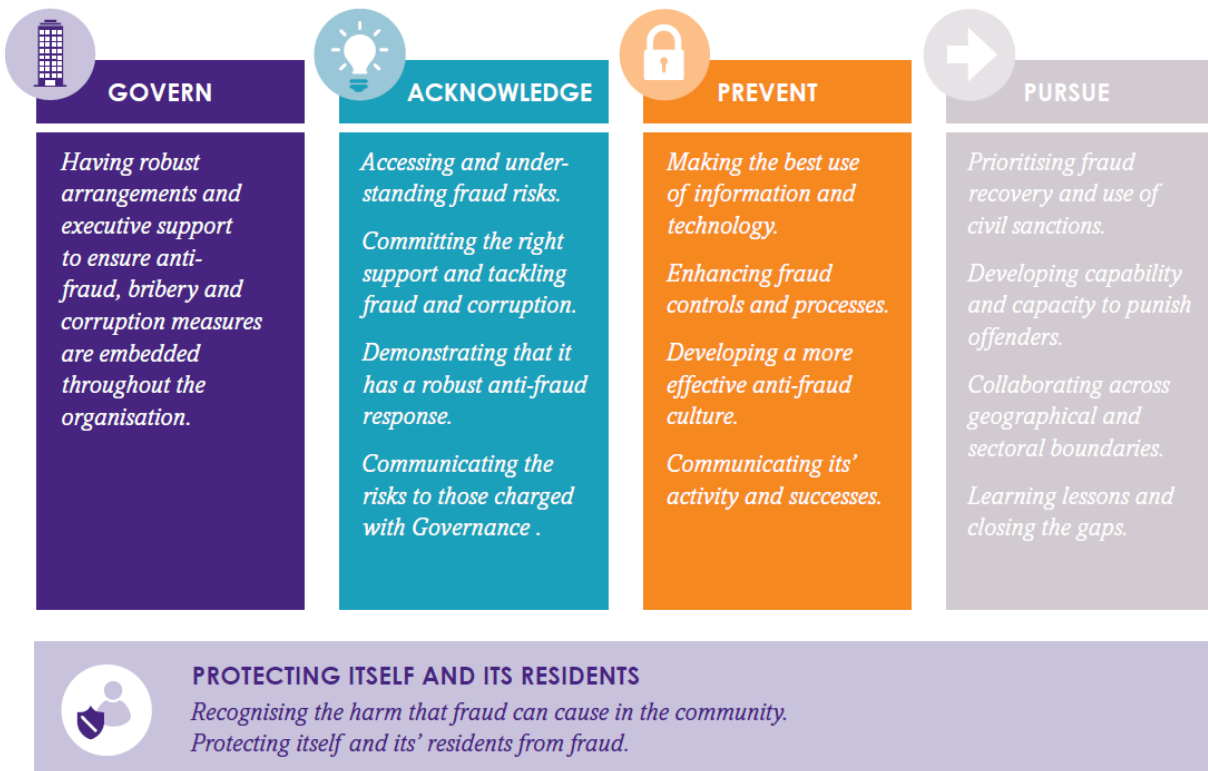 GOVERN
Having robust
arrangements and
executive support
to ensure anti-
fraud, bribery and
corruption measures
are embedded
throughout the
organisation.
ACKNOWLEDGE
Accessing and under-
standing fraud risks.
Committing the right
support and tackling
fraud and corruption.
Demonstrating that it
has a robust anti-fraud
response.
Communicating the
risks to those charged
with Governance .
PREVENT
Making the best use
of information and
technology.
Enhancing fraud
controls and processes.
Developing a more
effective anti-fraud
culture.
Communicating its’
activity and successes.
PURSUE
Prioritising fraud
recovery and use of
civil sanctions.
Developing capability
and capacity to punish
offenders.
Collaborating across
geographical and
sectoral boundaries.
Learning lessons and
closing the gaps.
PROTECTING ITSELF AND ITS RESIDENTS
Recognising the harm that fraud can cause in the community.
Protecting itself and its’ residents from fraud.